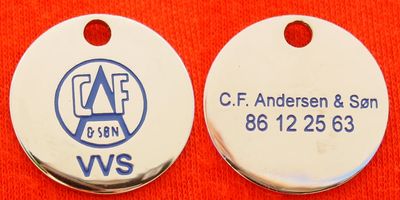 CAF
& SØN
VVS
C.F. Andersen & Søn
86 12 25 63